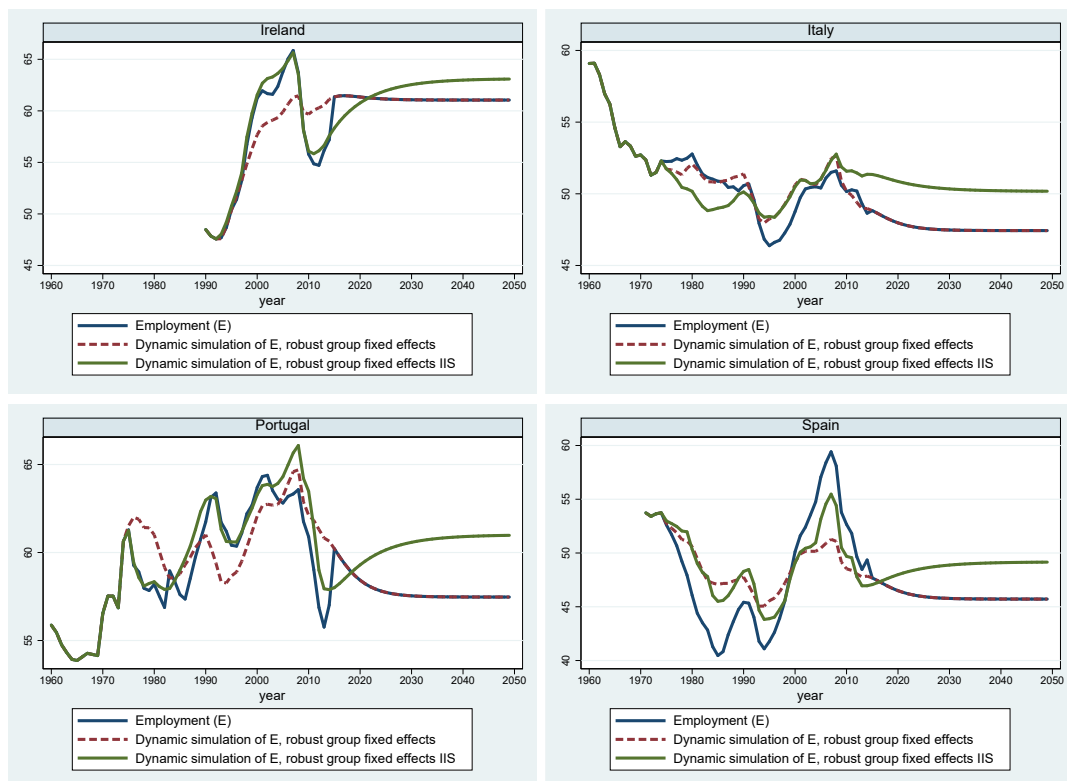 Ireland
65
60
55
50
45
1960 1970 1980 1990 2000 2010 2020 2030 2040 2050
year
Employment (E)
Dynamic simulation of E, robust group fixed effects
Dynamic simulation of E, robust group fixed effects IIS
Italy
60
55
50
45
1960 1970 1980 1990 2000 2010 2020 2030 2040 2050
year
Employment (E)
Dynamic simulation of E, robust group fixed effects
Dynamic simulation of E, robust group fixed effects IIS
Portugal
65
60
55
1960 1970 1980 1990 2000 2010 2020 2030 2040 2050
year
Employment (E)
Dynamic simulation of E, robust group fixed effects
Dynamic simulation of E, robust group fixed effects IIS
Spain
60
55
50
45
40
1960 1970 1980 1990 2000 2010 2020 2030 2040 2050
year
Employment (E)
Dynamic simulation of E, robust group fixed effects
Dynamic simulation of E, robust group fixed effects IIS